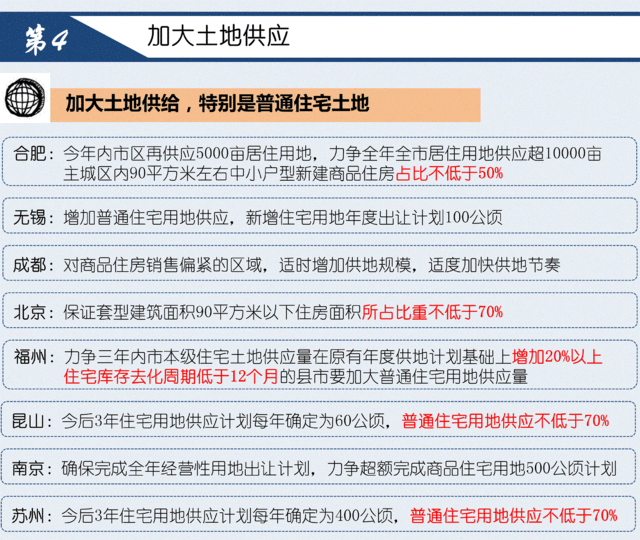 第4
加大土地供应
加大土地供给，特别是普通住宅土地
合肥：今年内市区再供应5000亩居住用地，力争全年全市居住用地供应超10000亩
主城区内90平方米左右中小户型新建商品住房占比不低于50%
无锡：增加普通住宅用地供应，新增住宅用地年度出让计划100公顷
成都：对商品住房销售偏紧的区域，适时增加供地规模，适度加快供地节奏
北京：保证套型建筑面积90平方米以下住房面积所占比重不低于70%
福州：力争三年内市本级住宅土地供应量在原有年度供地计划基础上增加20%以上
住宅库存去化周期低于12个月的县市要加大普通住宅用地供应量
昆山：今后3年住宅用地供应计划每年确定为60公顷，普通住宅用地供应不低于70%
南京：确保完成全年经营性用地出让计划，力争超额完成商品住宅用地500公顷计划
苏州：今后3年住宅用地供应计划每年确定为400公顷，普通住宅用地供应不低于70%